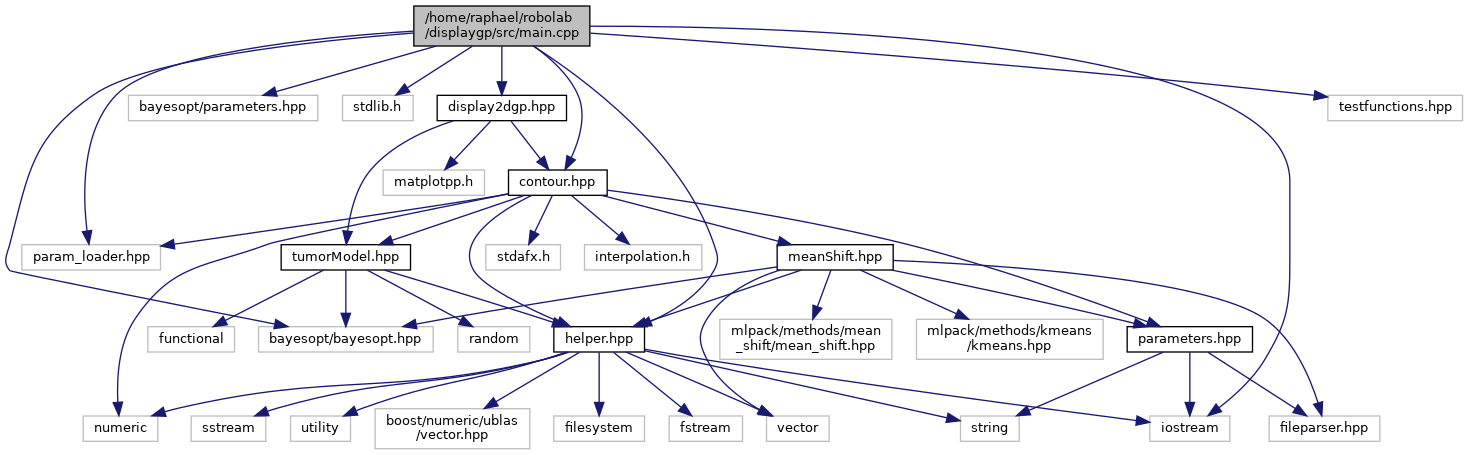 /home/raphael/robolab
/displaygp/src/main.cpp
bayesopt/parameters.hpp
stdlib.h
display2dgp.hpp
testfunctions.hpp
matplotpp.h
contour.hpp
param_loader.hpp
tumorModel.hpp
stdafx.h
interpolation.h
meanShift.hpp
functional
bayesopt/bayesopt.hpp
random
helper.hpp
mlpack/methods/mean
_shift/mean_shift.hpp
mlpack/methods/kmeans
/kmeans.hpp
parameters.hpp
numeric
sstream
utility
boost/numeric/ublas
/vector.hpp
filesystem
fstream
vector
string
iostream
fileparser.hpp